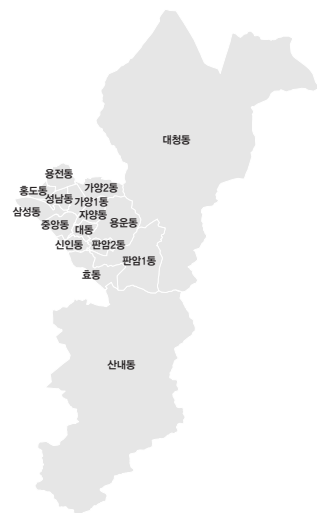 대청동
용전동
홍도동
성남동
가양2동
가양1동
삼성동
중앙동
자양동
대동
용운동
신인동
판암2동
판암1동
효동
산내동